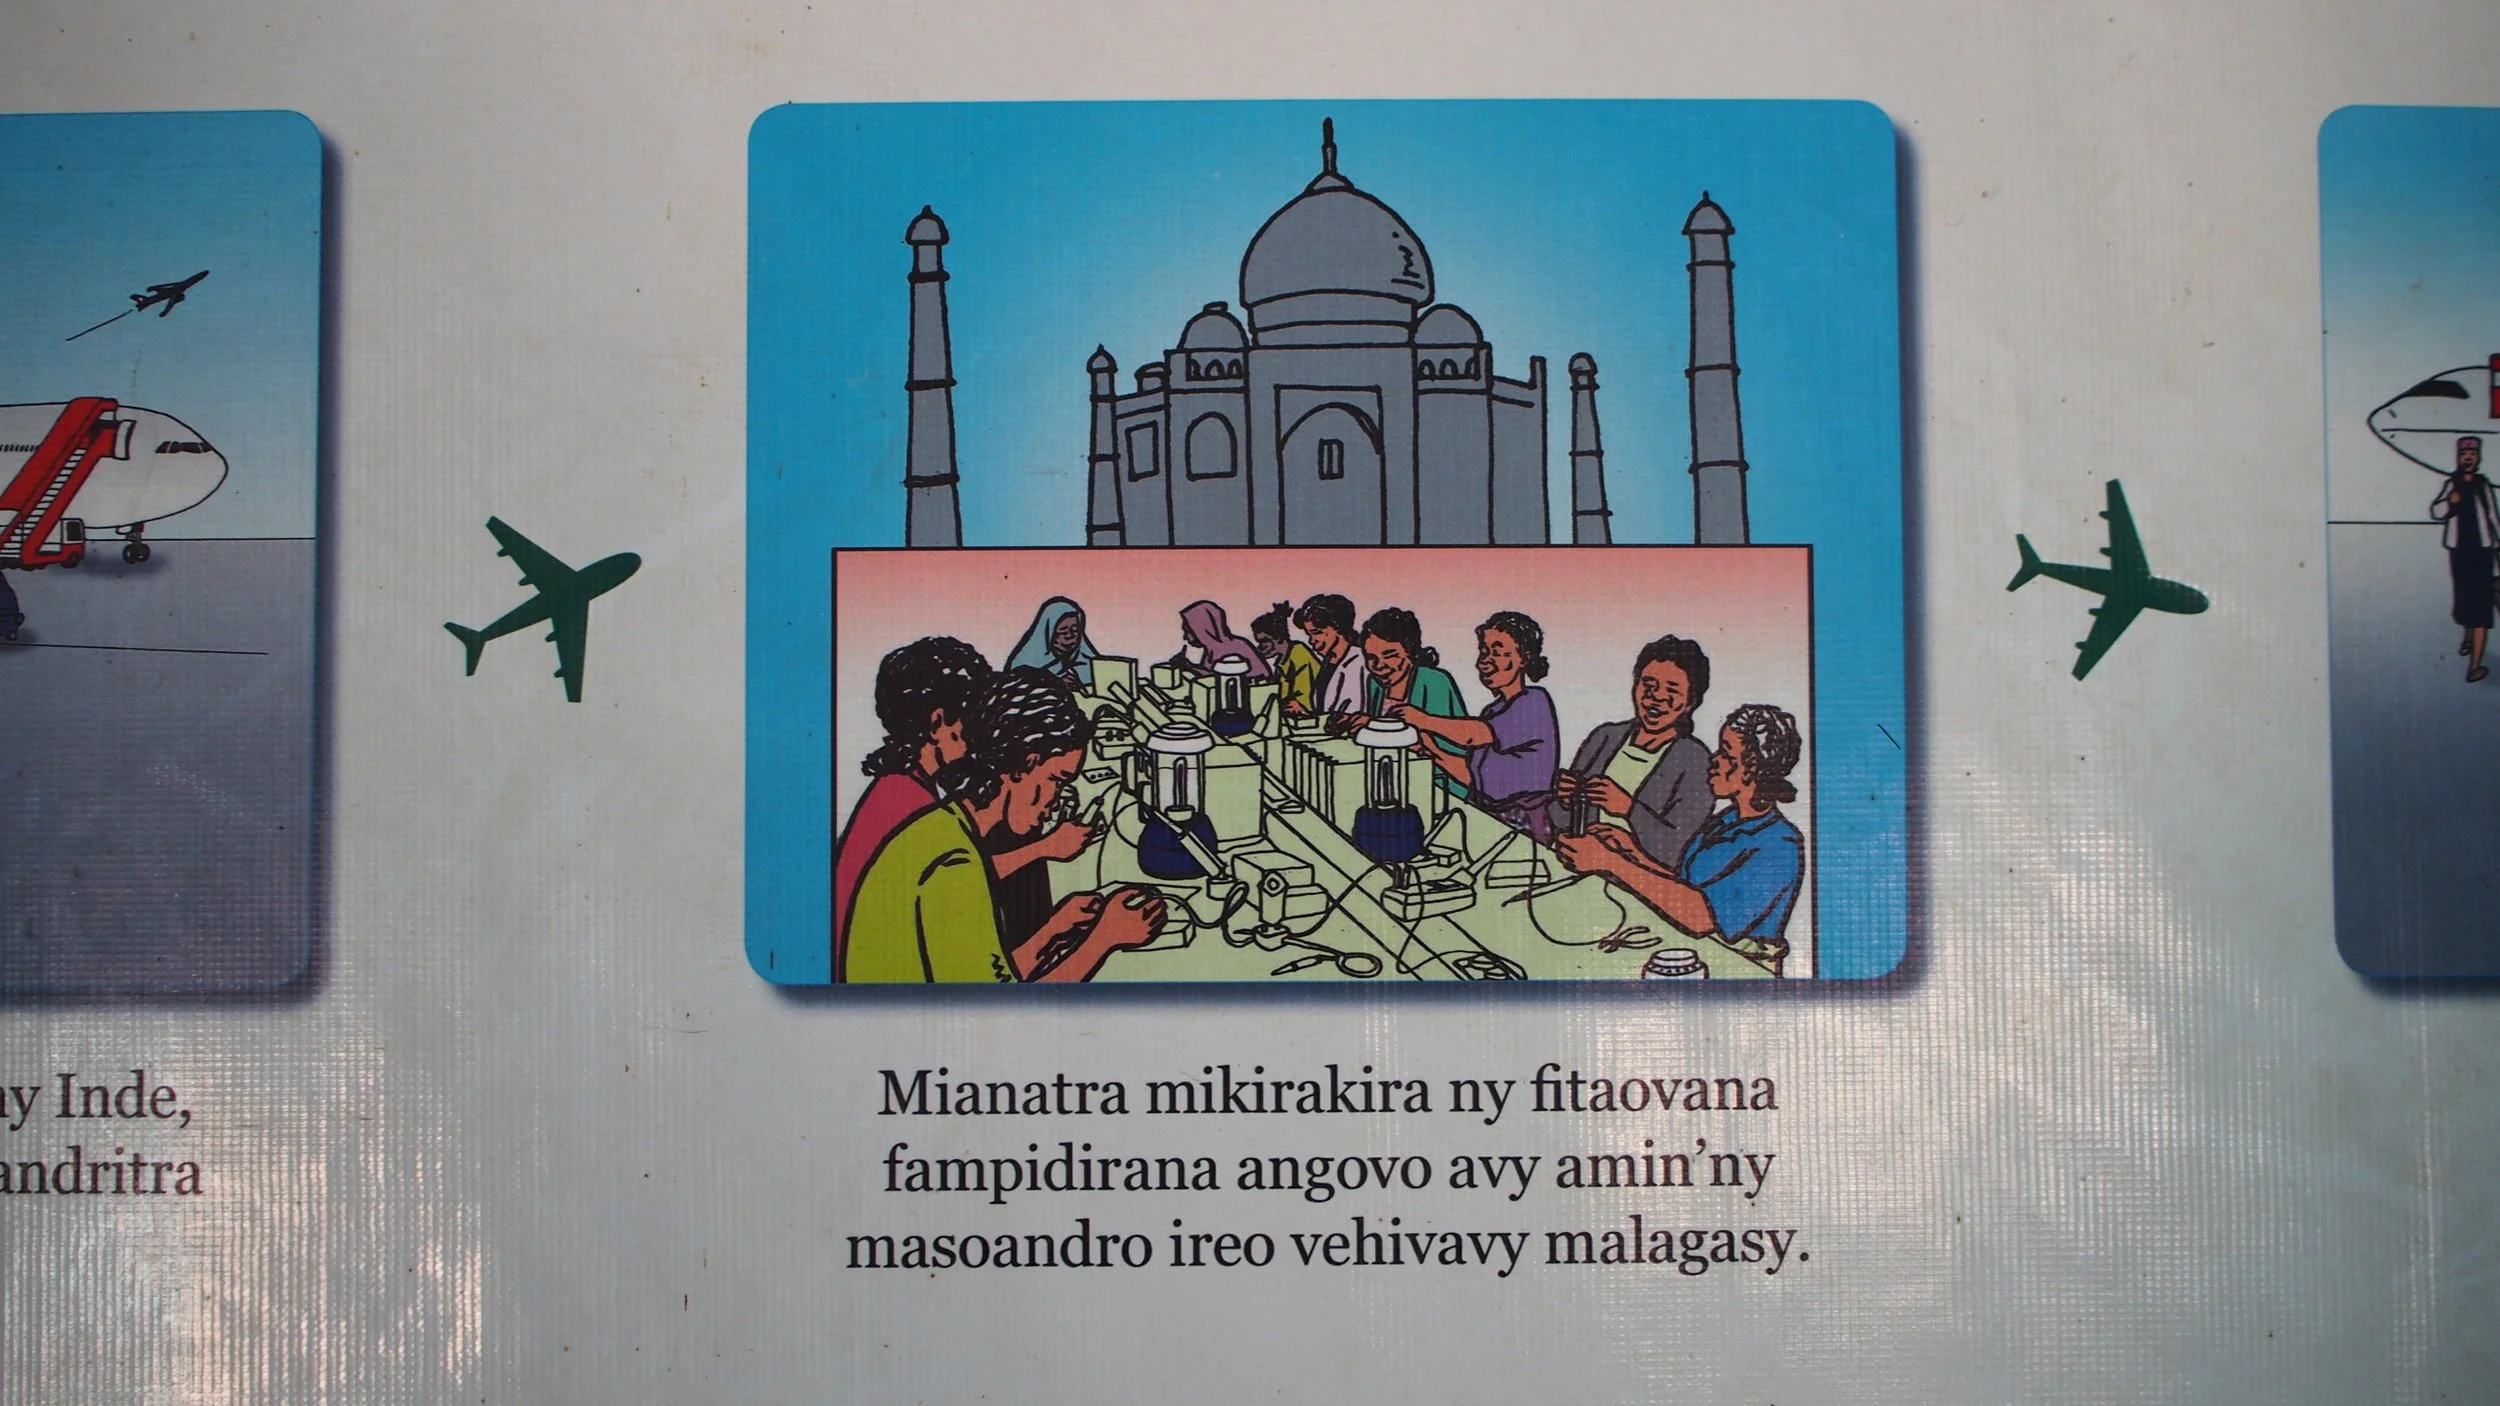 ny Inde,
andritra
Mianatra mikirakira ny fitaovana
fampidirana angovo avy amin’ny
masoandro ireo vehivavy malagasy.